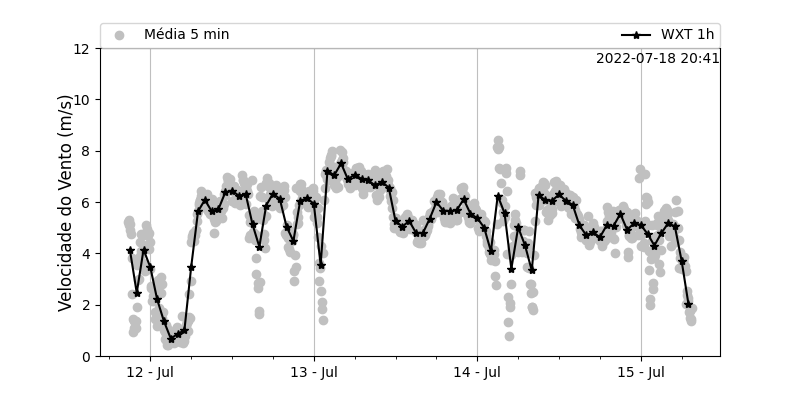 Média 5 min
WXT 1h
2022-07-18 20:41
Velocidade do Vento (m/s)
12
10
8
6
4
2
0
12 - Jul
13 - Jul
14 - Jul
15 - Jul